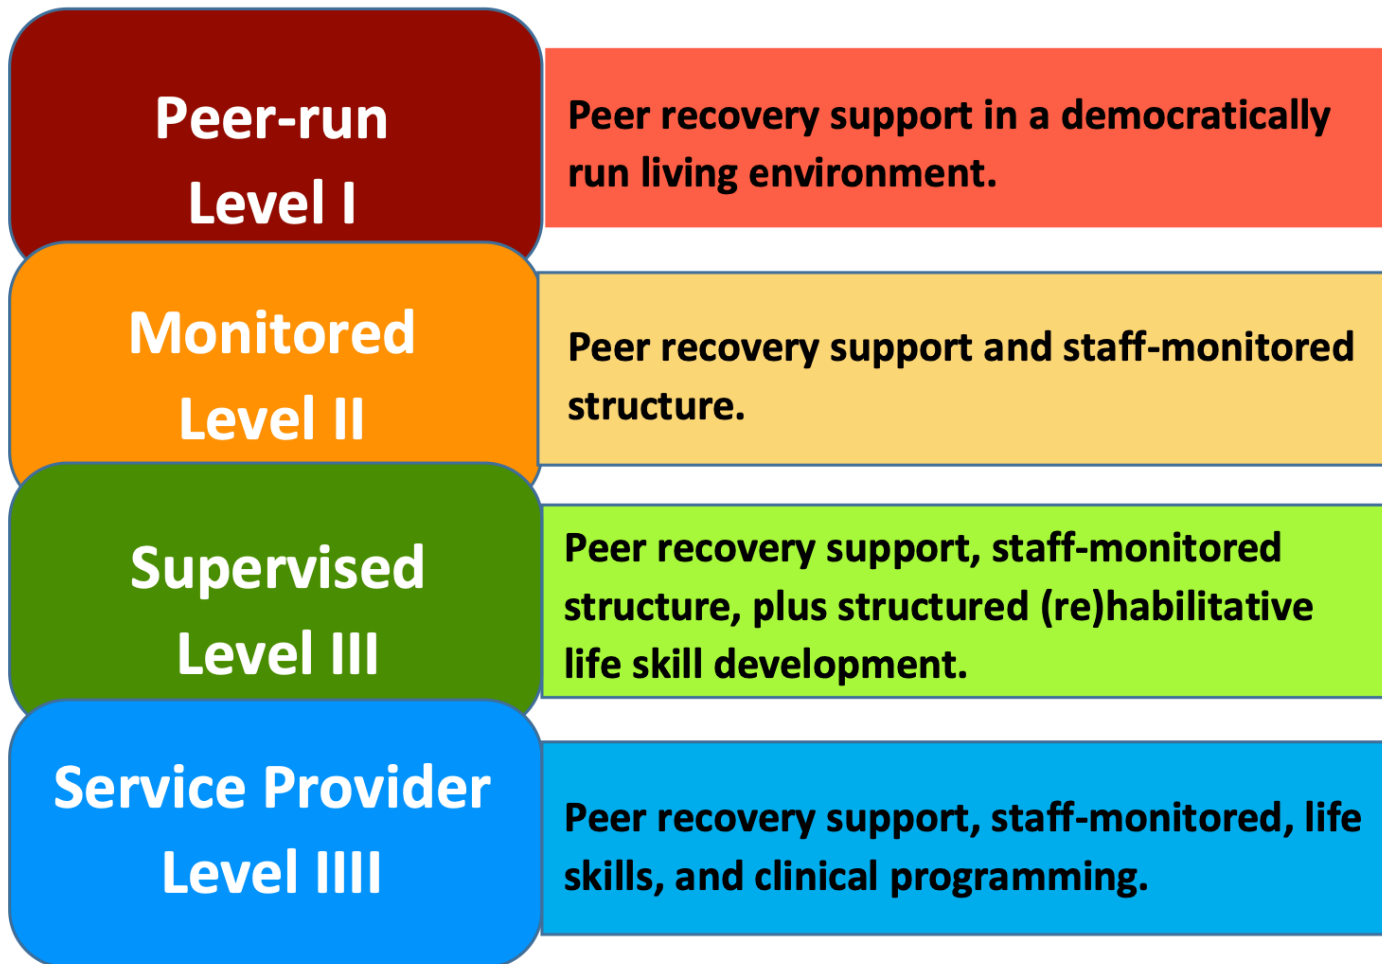 Peer-run
Level I
Peer recovery support in a democratically
run living environment.
Monitored
Level II
Peer recovery support and staff-monitored
structure.
Supervised
Level III
Peer recovery support, staff-monitored
structure, plus structured (re)habilitative
life skill development.
Service Provider
Level IIII
Peer recovery support, staff-monitored, life
skills, and clinical programming.